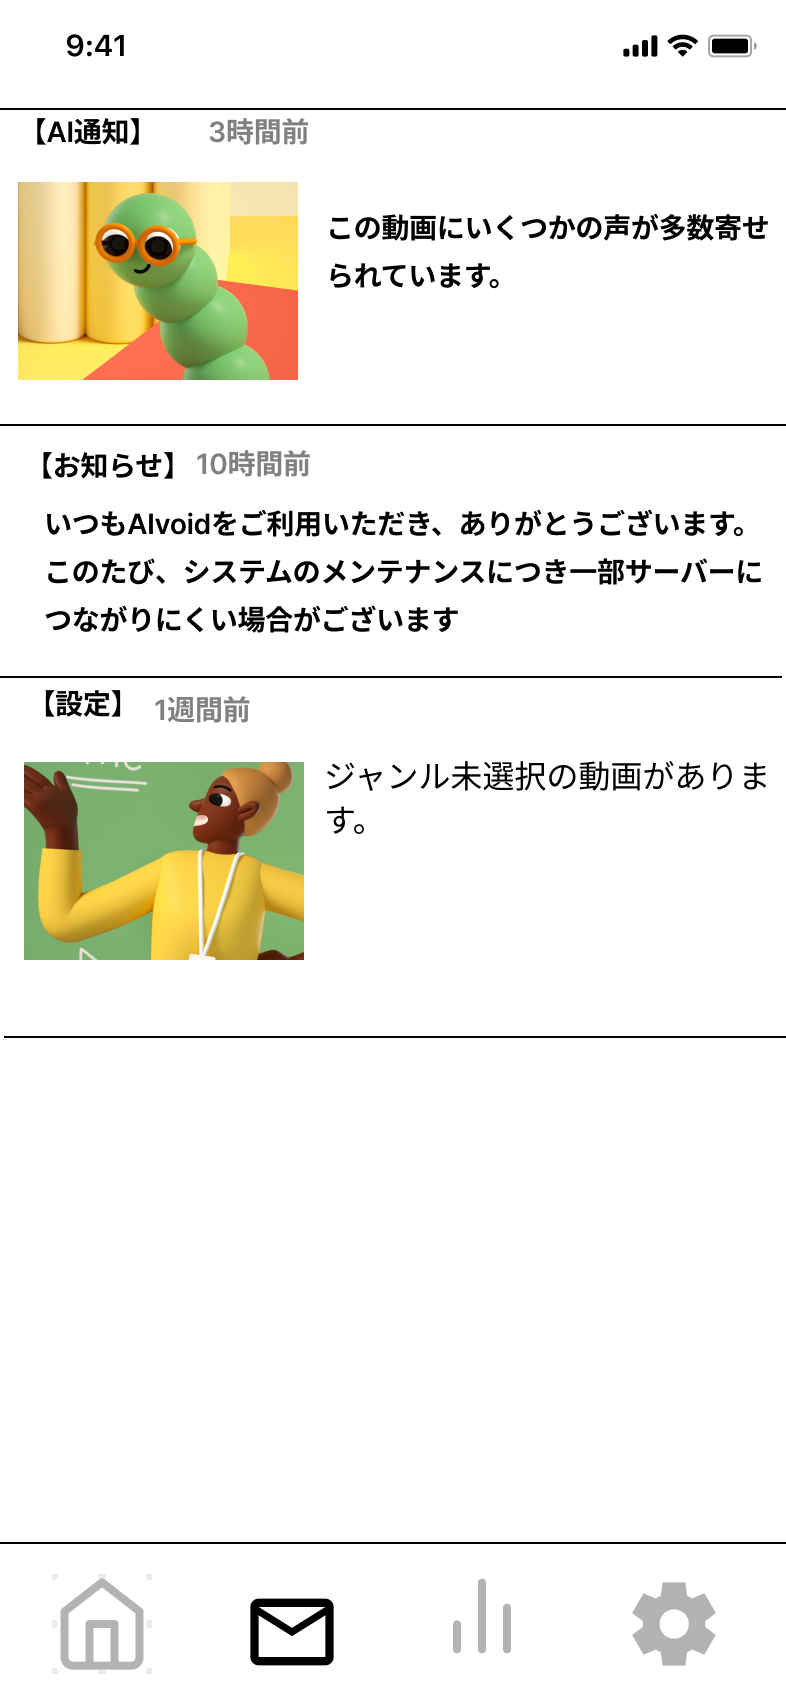 9:41
【AI通知】 3時間前
この動画にいくつかの声が多数寄せ
られています。
【お知らせ】 10時間前
いつもAIvoidをご利用いただき、ありがとうございます。
このたび、システムのメンテナンスにつき一部サーバーに
つながりにくい場合がございます
【設定】 1週間前
ジャンル未選択の動画がありま
す。